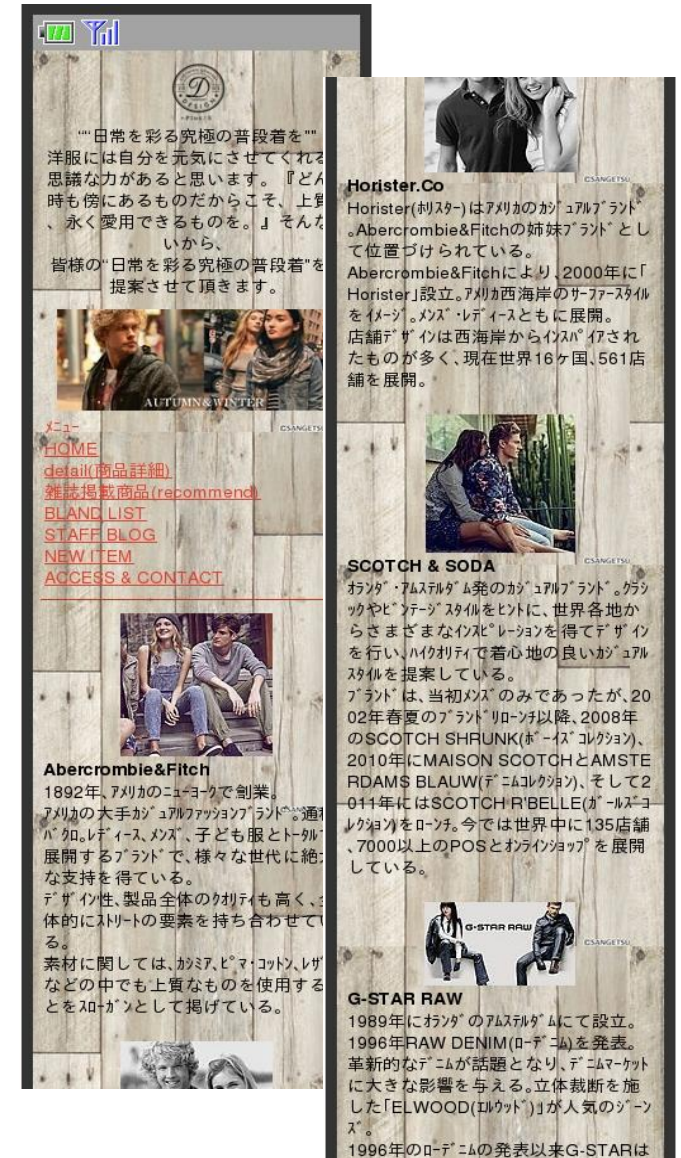 ""日常を彩る究極の普段着を""
洋服には自分を元気にさせてくれる
思議な力があると思います。『どん
時も傍にあるものだからこそ、上質
、永く愛用できるものを。』そんな
いから、
皆様の"日常を彩る究極の普段着"を
提案させて頂きます。
AUTUMN&WINTER
©SANGETSU
ﾒﾆｭｰ
HOME
detail(商品詳細)
雑誌掲載商品(recommend)
BLAND LIST
STAFF BLOG
NEW ITEM
ACCESS & CONTACT
Abercrombie&Fitch
1892年、ｱﾒﾘｶのﾆｭｰﾖｰｸで創業。
ｱﾒﾘｶの大手ｶｼﾞｭｱﾙﾌｧｯｼｮﾝﾌﾞﾗﾝﾄﾞ。通称
ﾊﾞｸﾛ。ﾚﾃﾞｨｰｽ、ﾒﾝｽﾞ、子ども服とﾄｰﾀﾙ
展開するﾌﾞﾗﾝﾄﾞで、様々な世代に絶
な支持を得ている。
ﾃﾞｻﾞｲﾝ性、製品全体のｸｵﾘﾃｨも高く、
体的にｽﾄﾘｰﾄの要素を持ち合わせてい
る。
素材に関しては、ｶｼﾐｱ､ﾋﾟﾏ･ｺｯﾄﾝ､ﾚｻﾞ
などの中でも上質なものを使用する
とをｽﾛｰｶﾞﾝとして掲げている。
©SANGETSU
Horister.Co
Horister(ﾎﾘｽﾀｰ)はｱﾒﾘｶのｶｼﾞｭｱﾙﾌﾞﾗﾝﾄﾞ
。Abercrombie&Fitchの姉妹ﾌﾞﾗﾝﾄﾞとし
て位置づけられている。
Abercrombie&Fitchにより、2000年に｢
Horister｣設立。ｱﾒﾘｶ西海岸のｻｰﾌｧｰｽﾀｲﾙ
をｲﾒｰｼﾞ。ﾒﾝｽﾞ･ﾚﾃﾞｨｰｽともに展開。
店舗ﾃﾞｻﾞｲﾝは西海岸からｲﾝｽﾊﾟｲｱされ
たものが多く、現在世界16ヶ国、561店
舗を展開。
©SANGETSU
SCOTCH & SODA
ｵﾗﾝﾀﾞ･ｱﾑｽﾃﾙﾀﾞﾑ発のｶｼﾞｭｱﾙﾌﾞﾗﾝﾄﾞ。ｸﾗｼ
ｯｸやﾋﾞﾝﾃｰｼﾞｽﾀｲﾙをﾋﾝﾄに、世界各地か
らさまざまなｲﾝｽﾋﾟﾚｰｼｮﾝを得てﾃﾞｻﾞｲﾝ
を行い、ﾊｲｸｵﾘﾃｨで着心地の良いｶｼﾞｭｱﾙ
ｽﾀｲﾙを提案している。
ﾌﾞﾗﾝﾄﾞは、当初ﾒﾝｽﾞのみであったが、20
02年春夏のﾌﾞﾗﾝﾄﾞﾘﾛｰﾝﾁ以降、2008年
のSCOTCH SHRUNK(ﾎﾞｰｲｽﾞｺﾚｸｼｮﾝ)、
2010年にMAISON SCOTCHとAMSTE
RDAMS BLAUW(ﾃﾞﾆﾑｺﾚｸｼｮﾝ)、そして2
011年にはSCOTCH R'BELLE(ｶﾞｰﾙｽﾞｺ
ﾚｸｼｮﾝ)をﾛｰﾝﾁ。今では世界中に135店舗
、7000以上のPOSとｵﾝﾗｲﾝｼｮｯﾌﾟを展開
している。
G-STAR RAW
©SANGETSU
G-STAR RAW
1989年にｵﾗﾝﾀﾞのｱﾑｽﾃﾙﾀﾞﾑにて設立。
1996年RAW DENIM(ﾛｰﾃﾞﾆﾑ)を発表。
革新的なﾃﾞﾆﾑが話題となり、ﾃﾞﾆﾑﾏｰｹｯﾄ
に大きな影響を与える。立体裁断を施
した｢ELWOOD(ｴﾙｳｯﾄﾞ)｣が人気のｼﾞｰﾝ
ｽﾞ。
1996年のﾛｰﾃﾞﾆﾑの発表以来G-STARは